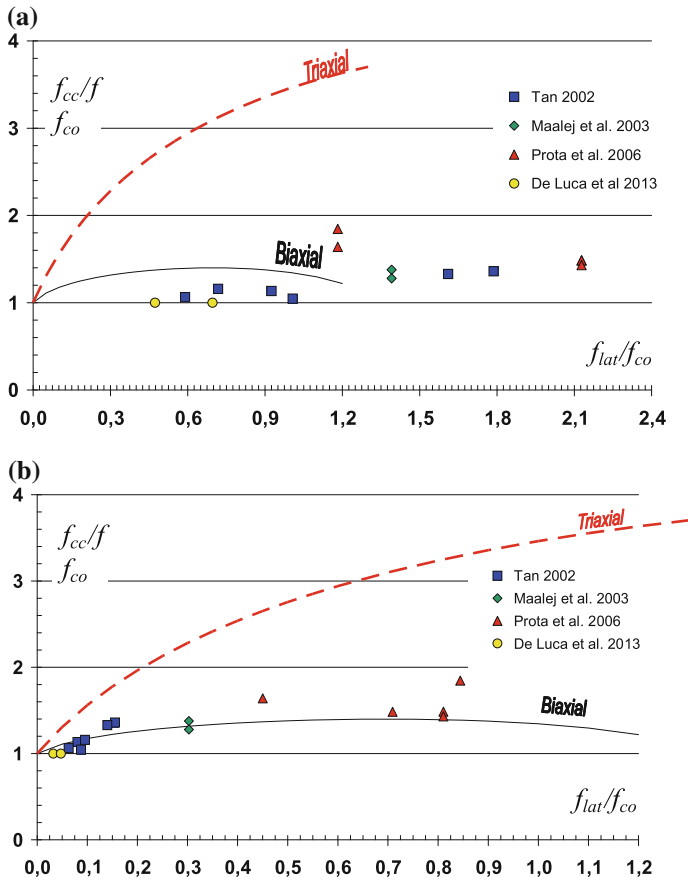 (a)
4
3
2
1
0
fcc/f
fco
Triaxial
Biaxial
Tan 2002
Maalej et al. 2003
Prota et al. 2006
De Luca et al 2013
flat/fco
0,0 0,3 0,6 0,9 1,2 1,5 1,8 2,1 2,4
(b)
4
3
2
1
0
fcc/f
fco
Triaxial
Biaxial
Tan 2002
Maalej et al. 2003
Prota et al. 2006
De Luca et al. 2013
flat/fco
0,0 0,1 0,2 0,3 0,4 0,5 0,6 0,7 0,8 0,9 1,0 1,1 1,2